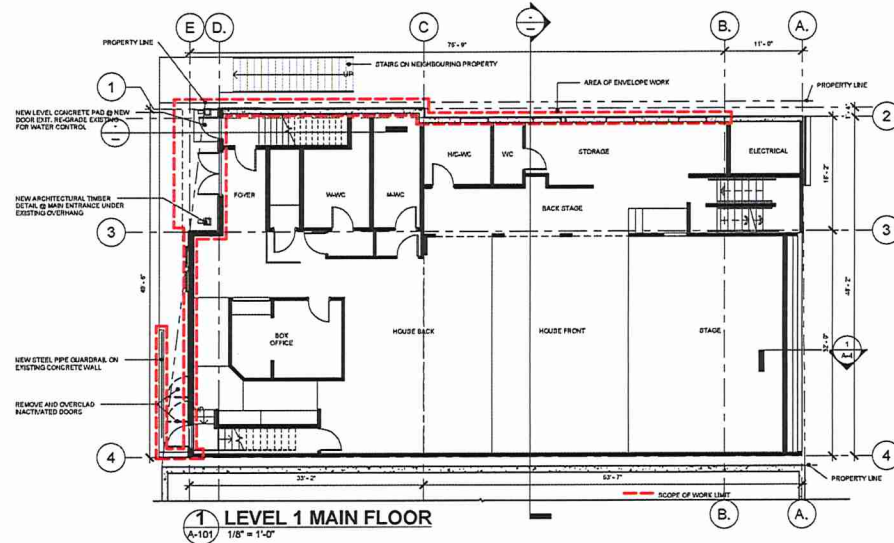 E D. C B. A.
75'-9" 11'-0"
PROPERTY LINE
STAIRS ON NEIGHBOURING PROPERTY
UP
AREA OF ENVELOPE WORK
PROPERTY LINE
1
2
NEW LEVEL CONCRETE PAD @ NEW
DOOR EXIT. RE-GRADE EXISTING
FOR WATER CONTROL
H/C-WC
WC
STORAGE
ELECTRICAL
FOYER
W-WC
M-WC
NEW ARCHITECTURAL TIMBER
DETAIL @ MAIN ENTRANCE UNDER
EXISTING OVERHANG
BACK STAGE
3
3
BOX
OFFICE
HOUSE BACK
HOUSE FRONT
STAGE
1
NEW STEEL PIPE GUARDRAIL ON
EXISTING CONCRETE WALL
REMOVE AND OVERCLAD
INACTIVATED DOORS
4
4
PROPERTY LINE
33'-2"
53'-7"
SCOPE OF WORK LIMIT
1 LEVEL 1 MAIN FLOOR
A-101 1/8" = 1'-0"
B. A.